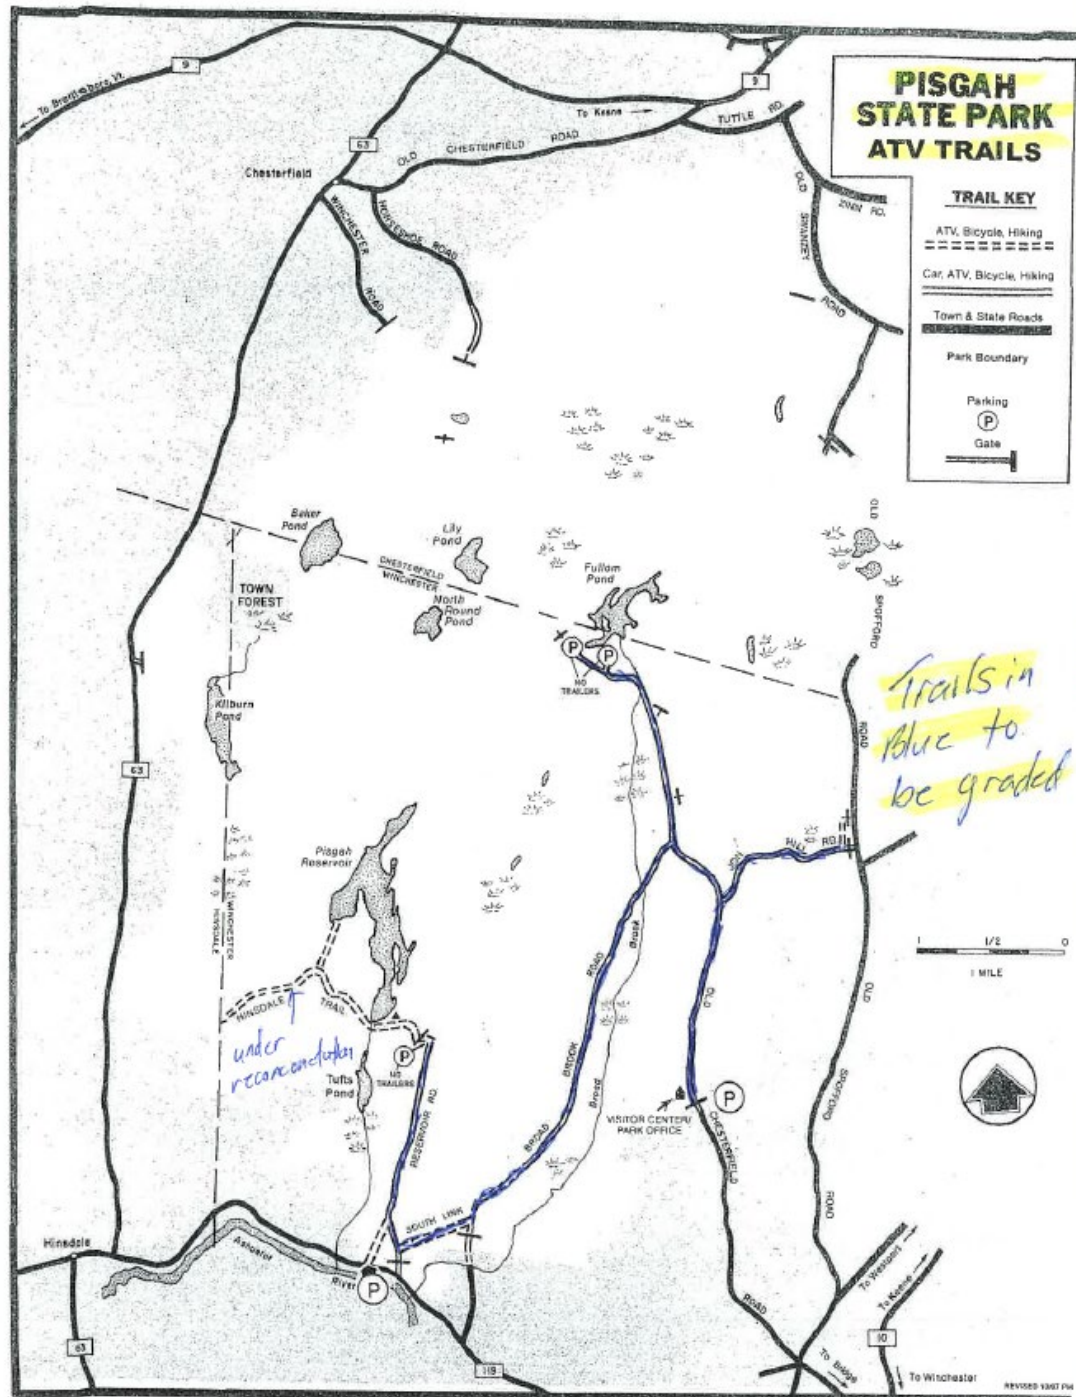 PISGAH
STATE PARK
ATV TRAILS
TRAIL KEY
ATV, Bicycle, Hiking
Car, ATV, Bicycle, Hiking
Town & State Roads
Park Boundary
Parking
P
Gate
9
To Brattleboro, Vt.
63
To Keene
9
OLD CHESTERFIELD ROAD
TUTTLE RD.
Chesterfield
WINCHESTER
ROAD
HORSESHOE ROAD
OLD
SWANZEY
ROAD
ZINN RD.
Baker
Pond
Lily
Pond
CHESTERFIELD
WINCHESTER
Fullam
Pond
TOWN
FOREST
North
Round
Pond
P
P
NO
TRAILERS
OLD
SPOFFORD
ROAD
Trails in
Blue to
be graded
Kilburn
Pond
63
Pisgah
Reservoir
HINSDALE
WINCHESTER
HILL RD.
1 1/2 0
1 MILE
HINSDALE TRAIL
under
P
NO
TRAILERS
Tufts
Pond
RESERVOIR RD.
BROAD BROOK ROAD
Broad Brook
OLD
CHESTERFIELD
ROAD
VISITOR CENTER/
PARK OFFICE
P
OLD
SPOFFORD
ROAD
SOUTH LINK
Hinsdale
Ashuelot
River
P
63
119
To Westport
To Keene
10
To Bridge
To Winchester